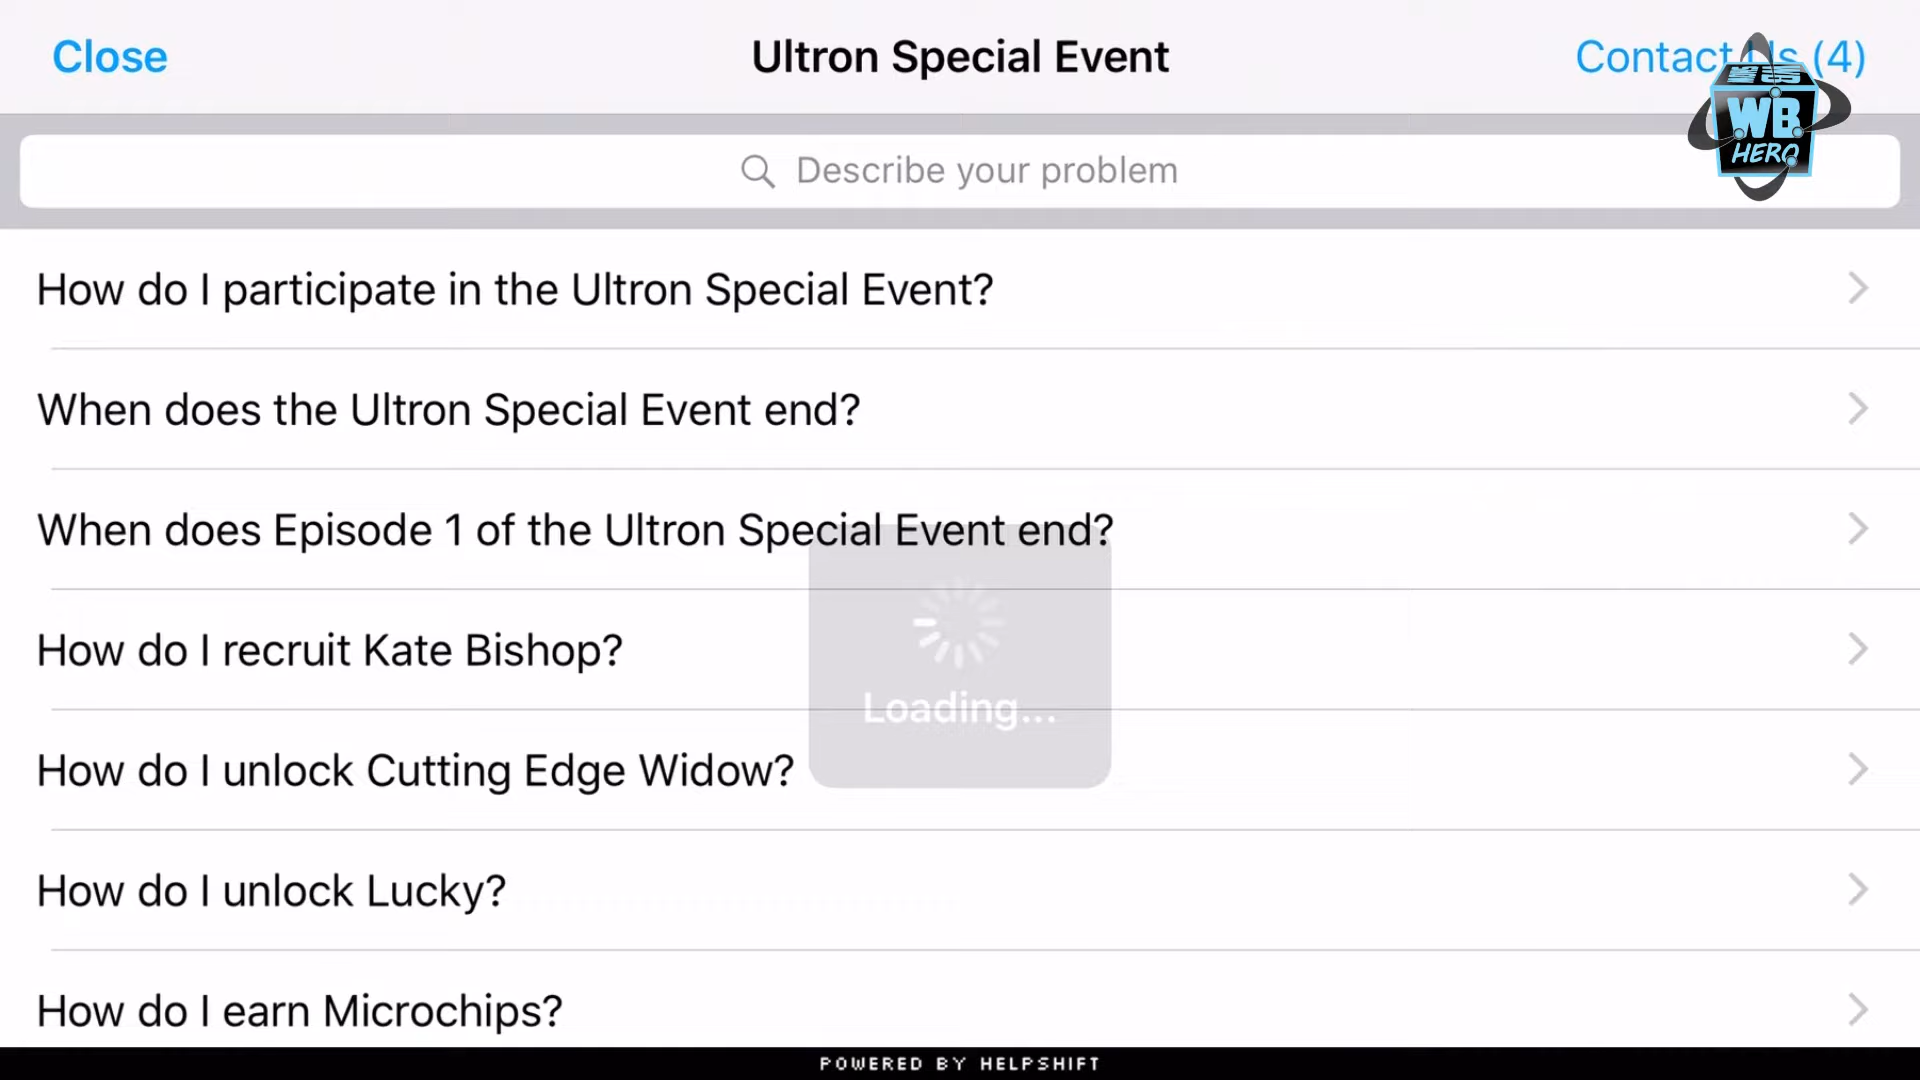 Close
Ultron Special Event
Contact Us (4)
WB
HERO
Describe your problem
How do I participate in the Ultron Special Event?
When does the Ultron Special Event end?
When does Episode 1 of the Ultron Special Event end?
How do I recruit Kate Bishop?
Loading...
How do I unlock Cutting Edge Widow?
How do I unlock Lucky?
How do I earn Microchips?
POWERED BY HELPSHIFT